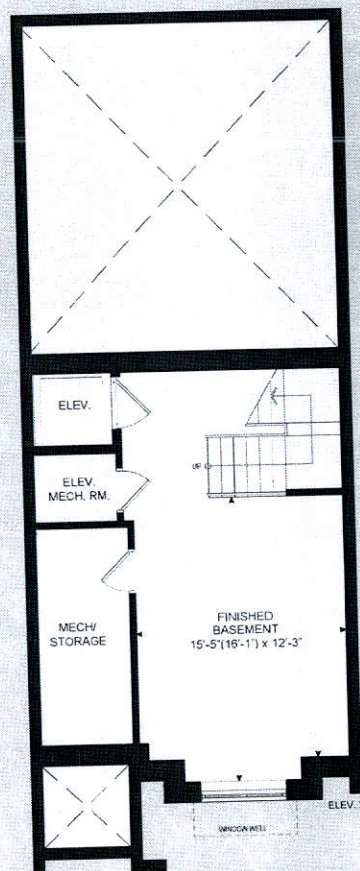 ELEV.
UP
ELEV.
MECH. RM.
MECH/
STORAGE
FINISHED
BASEMENT
15'-5"(16'-1") x 12'-3"
ELEV.
WINDOW WELL